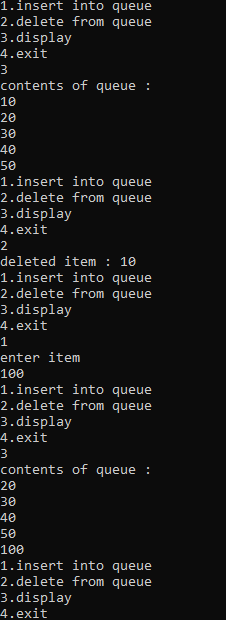 1.insert into queue
2.delete from queue
3.display
4.exit
3
contents of queue :
10
20
30
40
50
1.insert into queue
2.delete from queue
3.display
4.exit
2
deleted item : 10
1.insert into queue
2.delete from queue
3.display
4.exit
1
enter item
100
1.insert into queue
2.delete from queue
3.display
4.exit
3
contents of queue :
20
30
40
50
100
1.insert into queue
2.delete from queue
3.display
4.exit